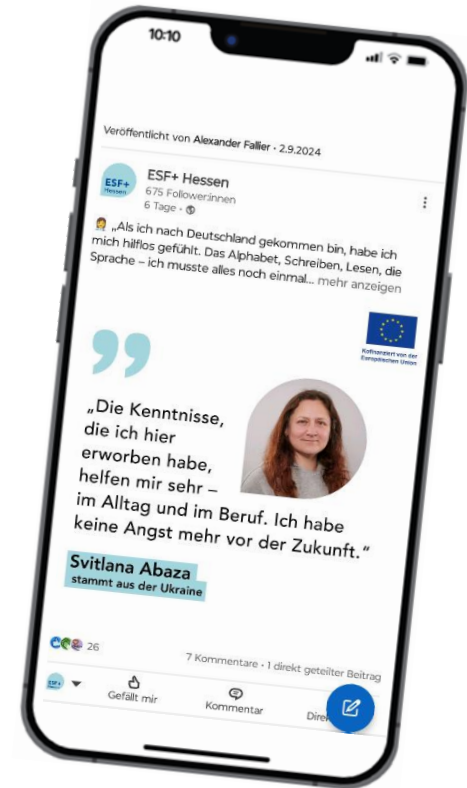 10:10
Veröffentlicht von Alexander Fallier • 2.9.2024
ESF+
Hessen
ESF+ Hessen
675 Follower:innen
6 Tage •
„Als ich nach Deutschland gekommen bin, habe ich
mich hilflos gefühlt. Das Alphabet, Schreiben, Lesen, die
Sprache – ich musste alles noch einmal... mehr anzeigen
Kofinanziert von der
Europäischen Union
„Die Kenntnisse,
die ich hier
erworben habe,
helfen mir sehr –
im Alltag und im Beruf. Ich habe
keine Angst mehr vor der Zukunft.“
Svitlana Abaza
stammt aus der Ukraine
26
7 Kommentare • 1 direkt geteilter Beitrag
ESF+
Gefällt mir
Kommentar